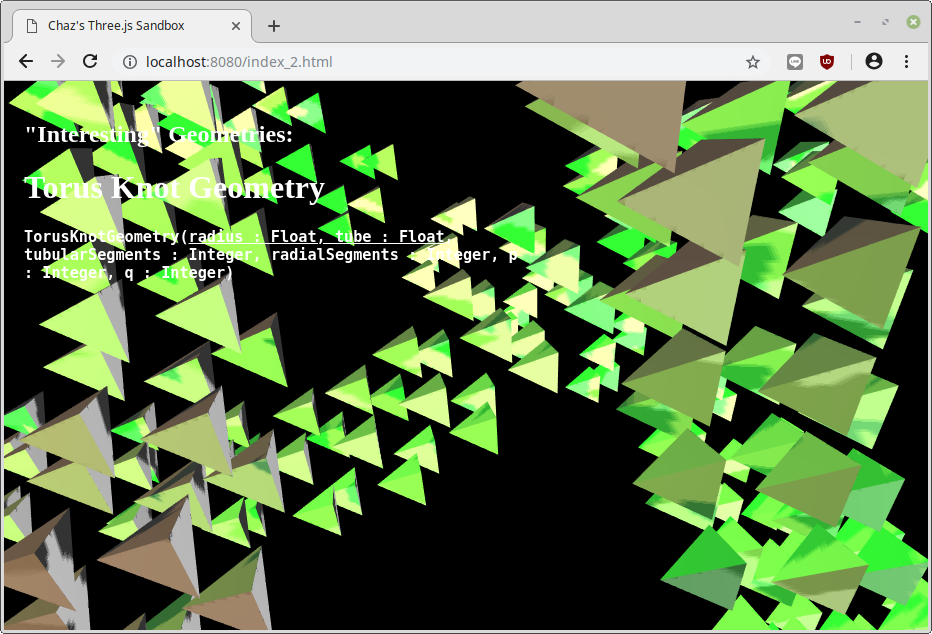 Chaz's Three.js Sandbox
localhost:8080/index_2.html
"Interesting" Geometries:
Torus Knot Geometry
TorusKnotGeometry(radius : Float, tube : Float,
tubularSegments : Integer, radialSegments : Integer, p
: Integer, q : Integer)